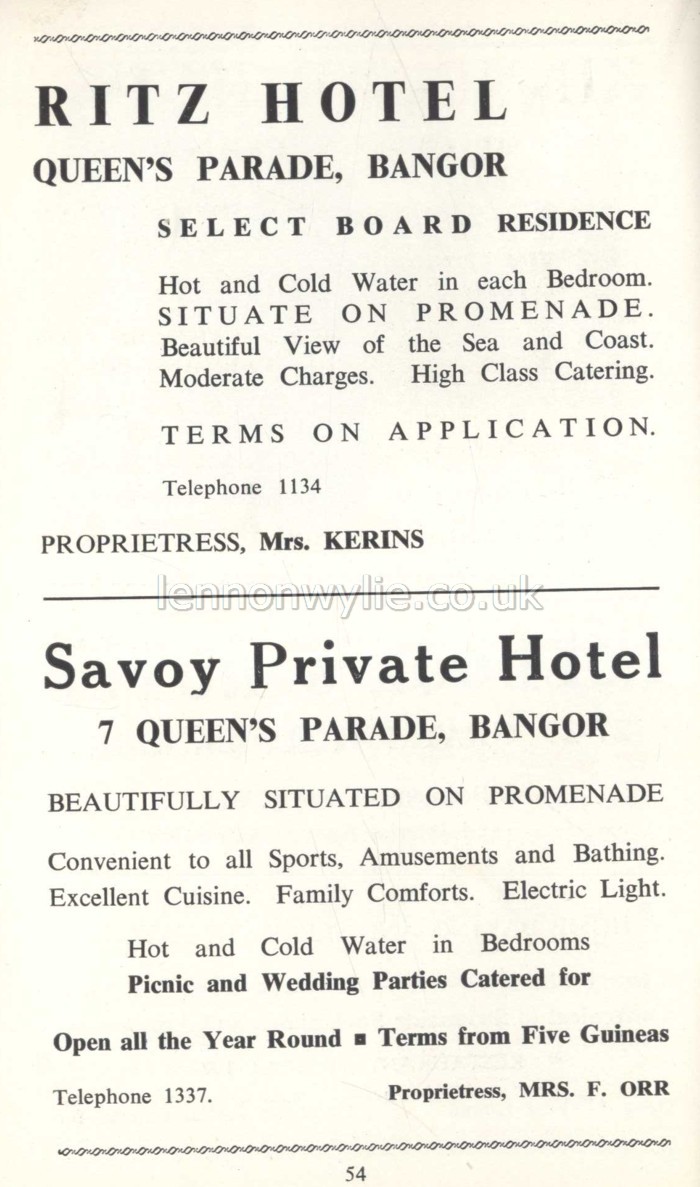 RITZ HOTEL
QUEEN'S PARADE, BANGOR
SELECT BOARD RESIDENCE
Hot and Cold Water in each Bedroom.
SITUATE ON PROMENADE.
Beautiful View of the Sea and Coast.
Moderate Charges. High Class Catering.
TERMS ON APPLICATION.
Telephone 1134
PROPRIETRESS, Mrs. KERINS
lennonwylie.co.uk
Savoy Private Hotel
7 QUEEN'S PARADE, BANGOR
BEAUTIFULLY SITUATED ON PROMENADE
Convenient to all Sports, Amusements and Bathing.
Excellent Cuisine. Family Comforts. Electric Light.
Hot and Cold Water in Bedrooms
Picnic and Wedding Parties Catered for
Open all the Year Round ▪ Terms from Five Guineas
Telephone 1337. Proprietress, MRS. F. ORR
54